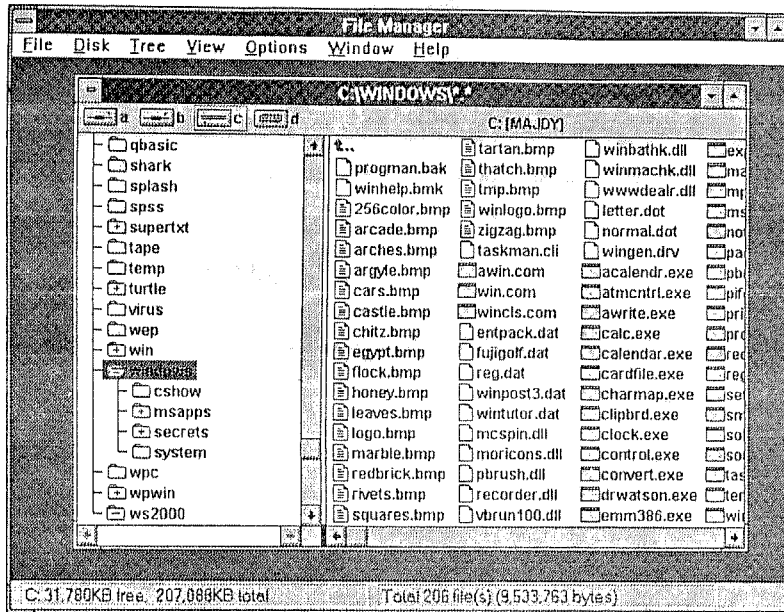 File Manager
File Disk Tree View Options Window Help
C:\WINDOWS\*.*
a b c d C: [MAJDY]
qbasic
shark
splash
spss
supertxt
tape
temp
turtle
virus
wep
win
windows
cshow
msapps
secrets
system
wpc
wpwin
ws2000
..
progman.bak
winhelp.bmk
256color.bmp
arcade.bmp
arches.bmp
argyle.bmp
cars.bmp
castle.bmp
chitz.bmp
egypt.bmp
flock.bmp
honey.bmp
leaves.bmp
logo.bmp
marble.bmp
redbrick.bmp
rivets.bmp
squares.bmp
tartan.bmp
thatch.bmp
tmp.bmp
winlogo.bmp
zigzag.bmp
taskman.cli
awin.com
win.com
wincls.com
entpack.dat
fujigolf.dat
reg.dat
winpost3.dat
wintutor.dat
mcspin.dll
moricons.dll
pbrush.dll
recorder.dll
vbrun100.dll
winbathk.dll
winmachk.dll
wwwdealr.dll
letter.dot
normal.dot
wingen.drv
acalendr.exe
atmcntrl.exe
awrite.exe
calc.exe
calendar.exe
cardfile.exe
charmap.exe
clipbrd.exe
clock.exe
control.exe
convert.exe
drwatson.exe
emm386.exe
C: 31,780KB free, 207,088KB total Total 206 file(s) (9,533,763 bytes)